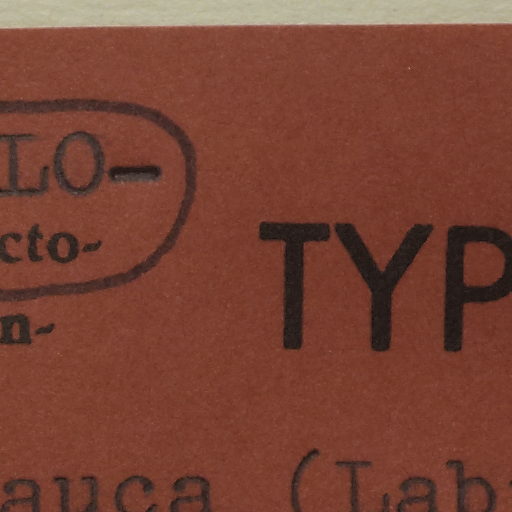 LO-
cto-
TYP
n-
auca (Lab